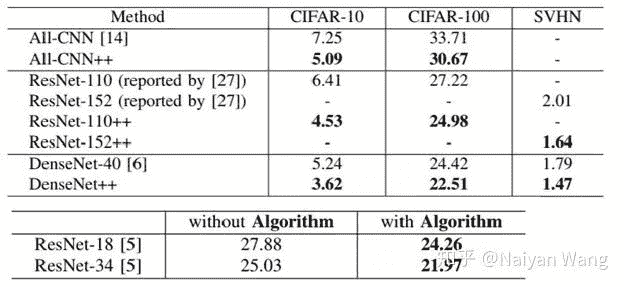 Method CIFAR-10 CIFAR-100 SVHN
All-CNN [14] 7.25 33.71 -
All-CNN++ 5.09 30.67 -
ResNet-110 (reported by [27]) 6.41 27.22 -
ResNet-152 (reported by [27]) - - 2.01
ResNet-110++ 4.53 24.98 -
ResNet-152++ - - 1.64
DenseNet-40 [6] 5.24 24.42 1.79
DenseNet++ 3.62 22.51 1.47
without Algorithm with Algorithm
ResNet-18 [5] 27.88 24.26
ResNet-34 [5] 25.03 21.97
知乎 @Naiyan Wang